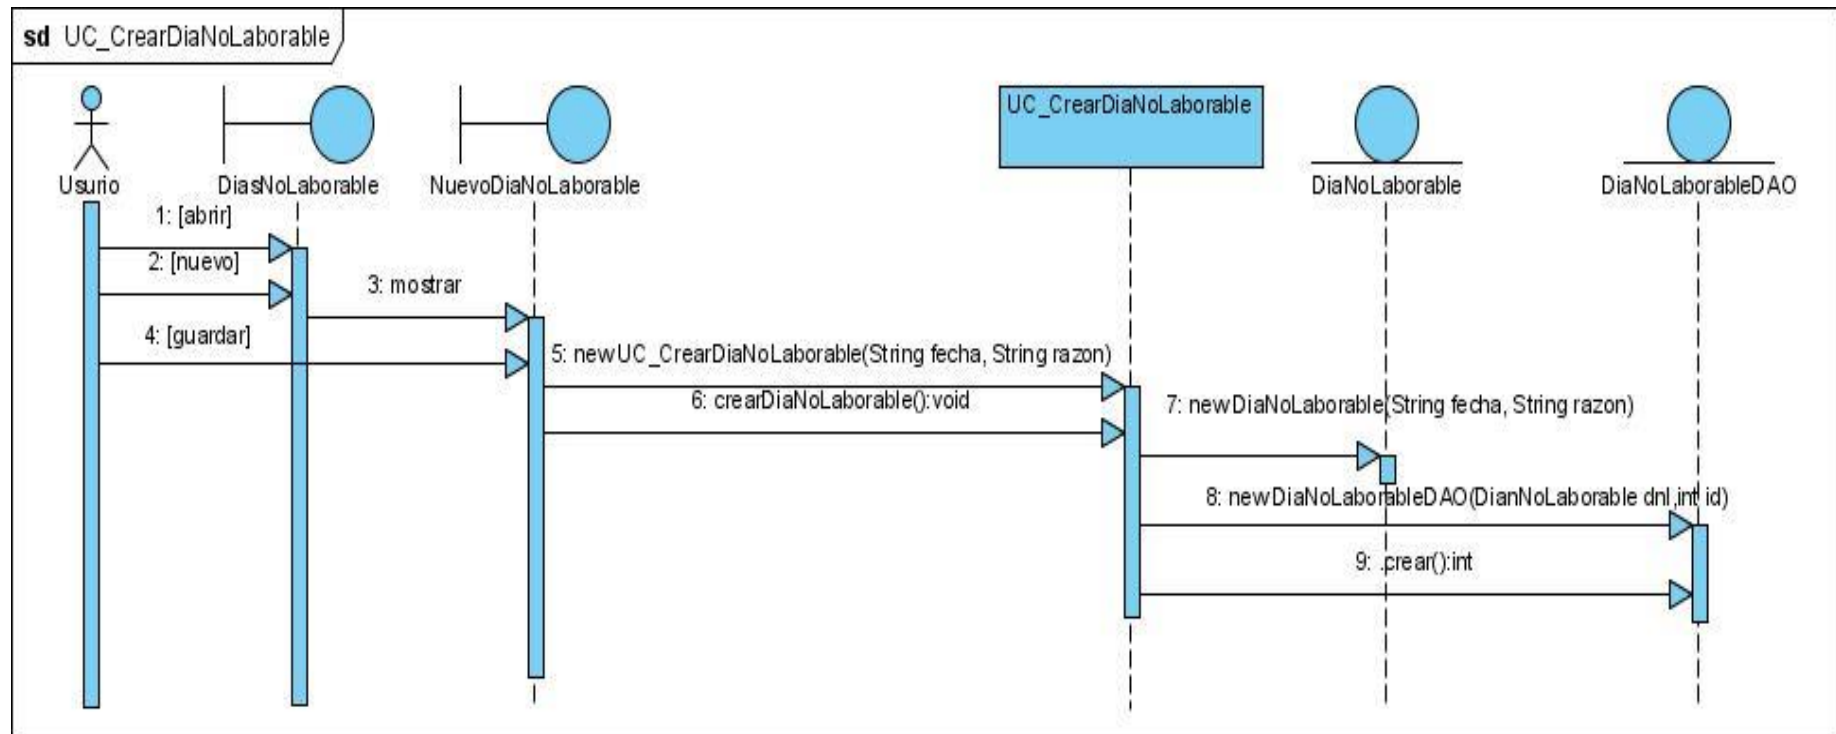 sd UC_CrearDiaNoLaborable
UC_CrearDiaNoLaborable
Usurio
DiasNoLaborable
NuevoDiaNoLaborable
DiaNoLaborable
DiaNoLaborableDAO
1: [abrir]
2: [nuevo]
3: mostrar
4: [guardar]
5: newUC_CrearDiaNoLaborable(String fecha, String razon)
6: crearDiaNoLaborable():void
7: newDiaNoLaborable(String fecha, String razon)
8: newDiaNoLaborableDAO(DianNoLaborable dnl,int id)
9: .crear():int